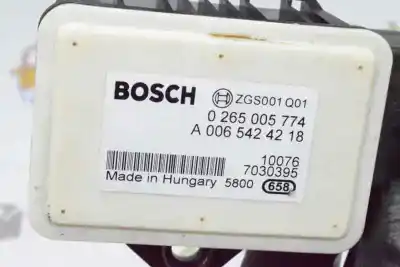 BOSCH ZGS001Q01
0 265 005 774
A 006 542 42 18
10076
7030395
Made in Hungary 5800 658